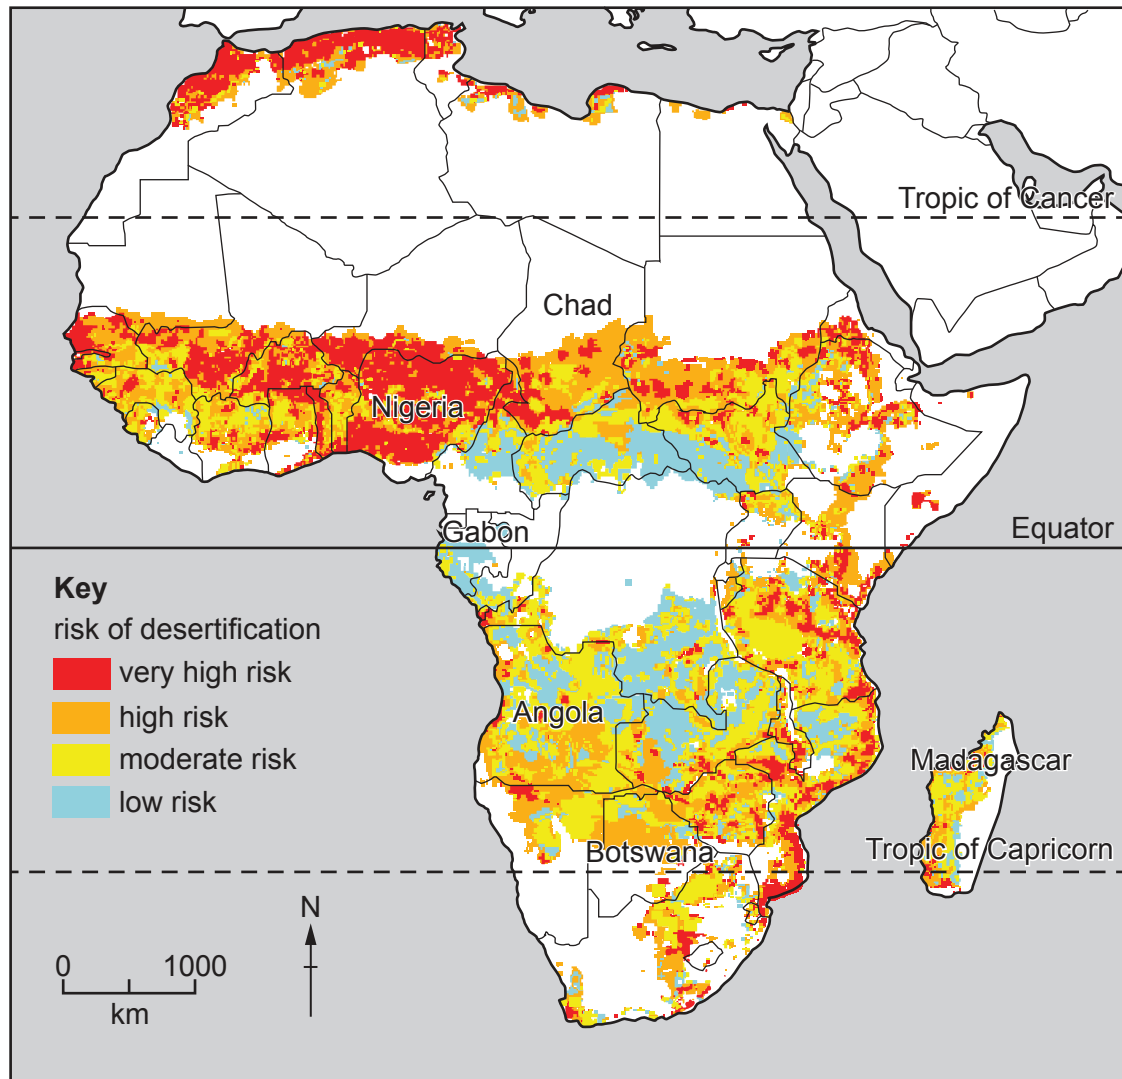 Tropic of Cancer
Chad
Nigeria
Gabon
Equator
Key
risk of desertification
very high risk
high risk
moderate risk
low risk
Angola
Madagascar
Botswana
Tropic of Capricorn
N
0 1000
km